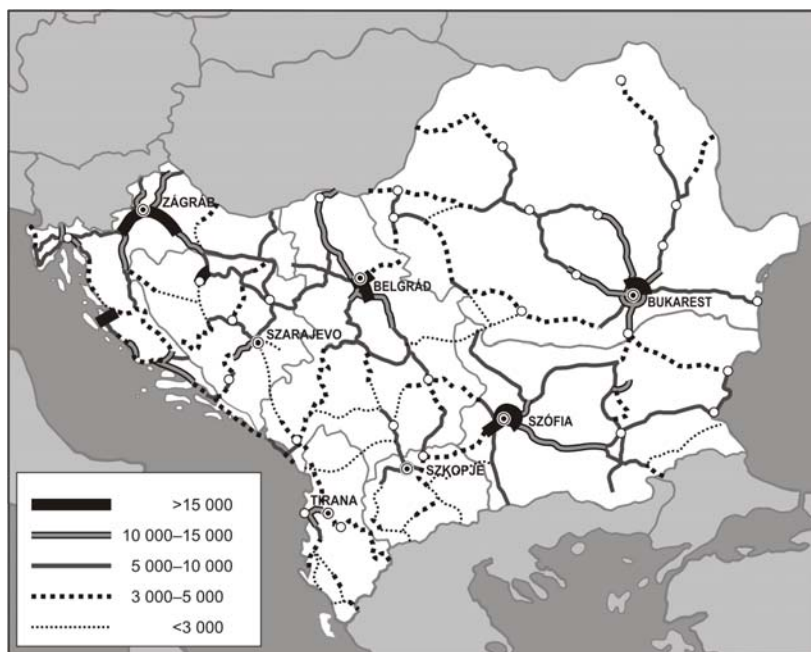 ZÁGRÁB
BELGRÁD
BUKAREST
SZARAJEVO
SZÓFIA
SZKOPJE
TIRANA
>15 000
10 000–15 000
5 000–10 000
3 000–5 000
<3 000